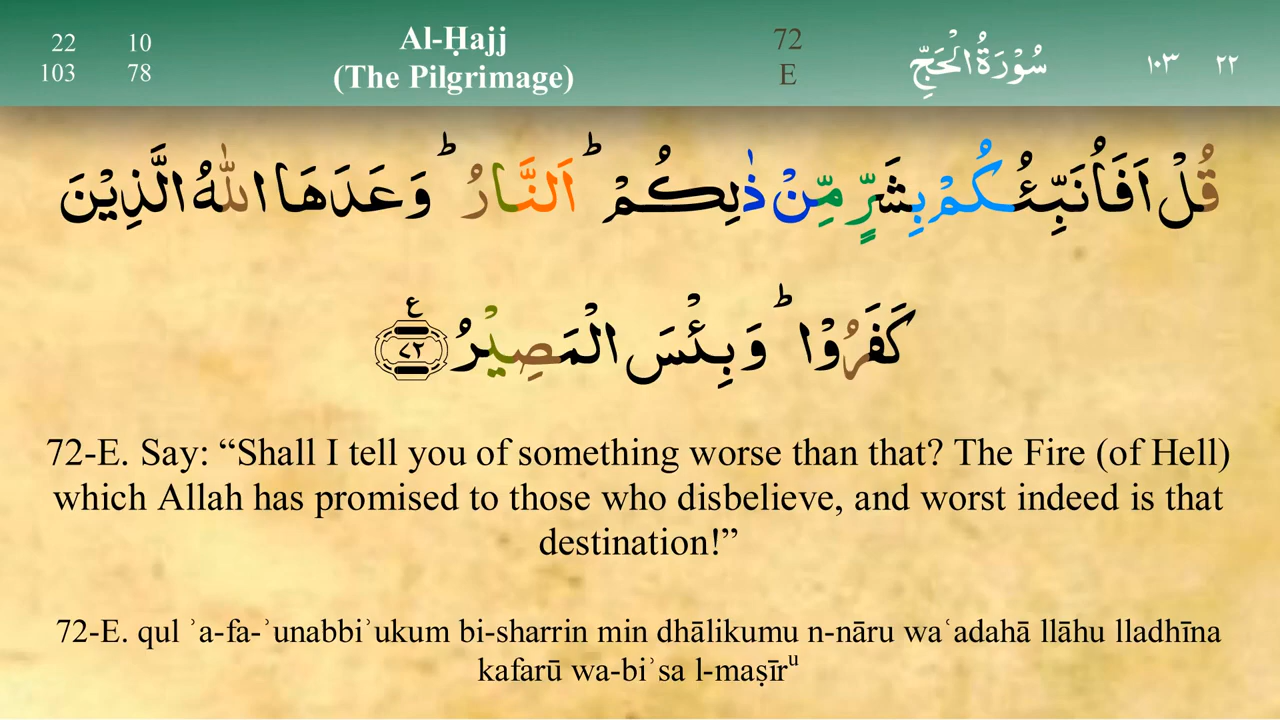 22 10
103 78
Al-Ḥajj
(The Pilgrimage)
72
E
سُوْرَةُ الْحَجِّ
١٠٣ ٢٢
قُلْ اَفَاُنَبِّئُكُمْ بِشَرٍّ مِّنْ ذٰلِكُمْ ؕ اَلنَّارُ ؕ وَعَدَهَا اللّٰهُ الَّذِيْنَ
كَفَرُوْا ؕ وَبِئْسَ الْمَصِيْرُ ع ٧٢
72-E. Say: “Shall I tell you of something worse than that? The Fire (of Hell)
which Allah has promised to those who disbelieve, and worst indeed is that
destination!”
72-E. qul ʾa-fa-ʾunabbiʾukum bi-sharrin min dhālikumu n-nāru waʿadahā llāhu lladhīna
kafarū wa-biʾsa l-maṣīrᵘ